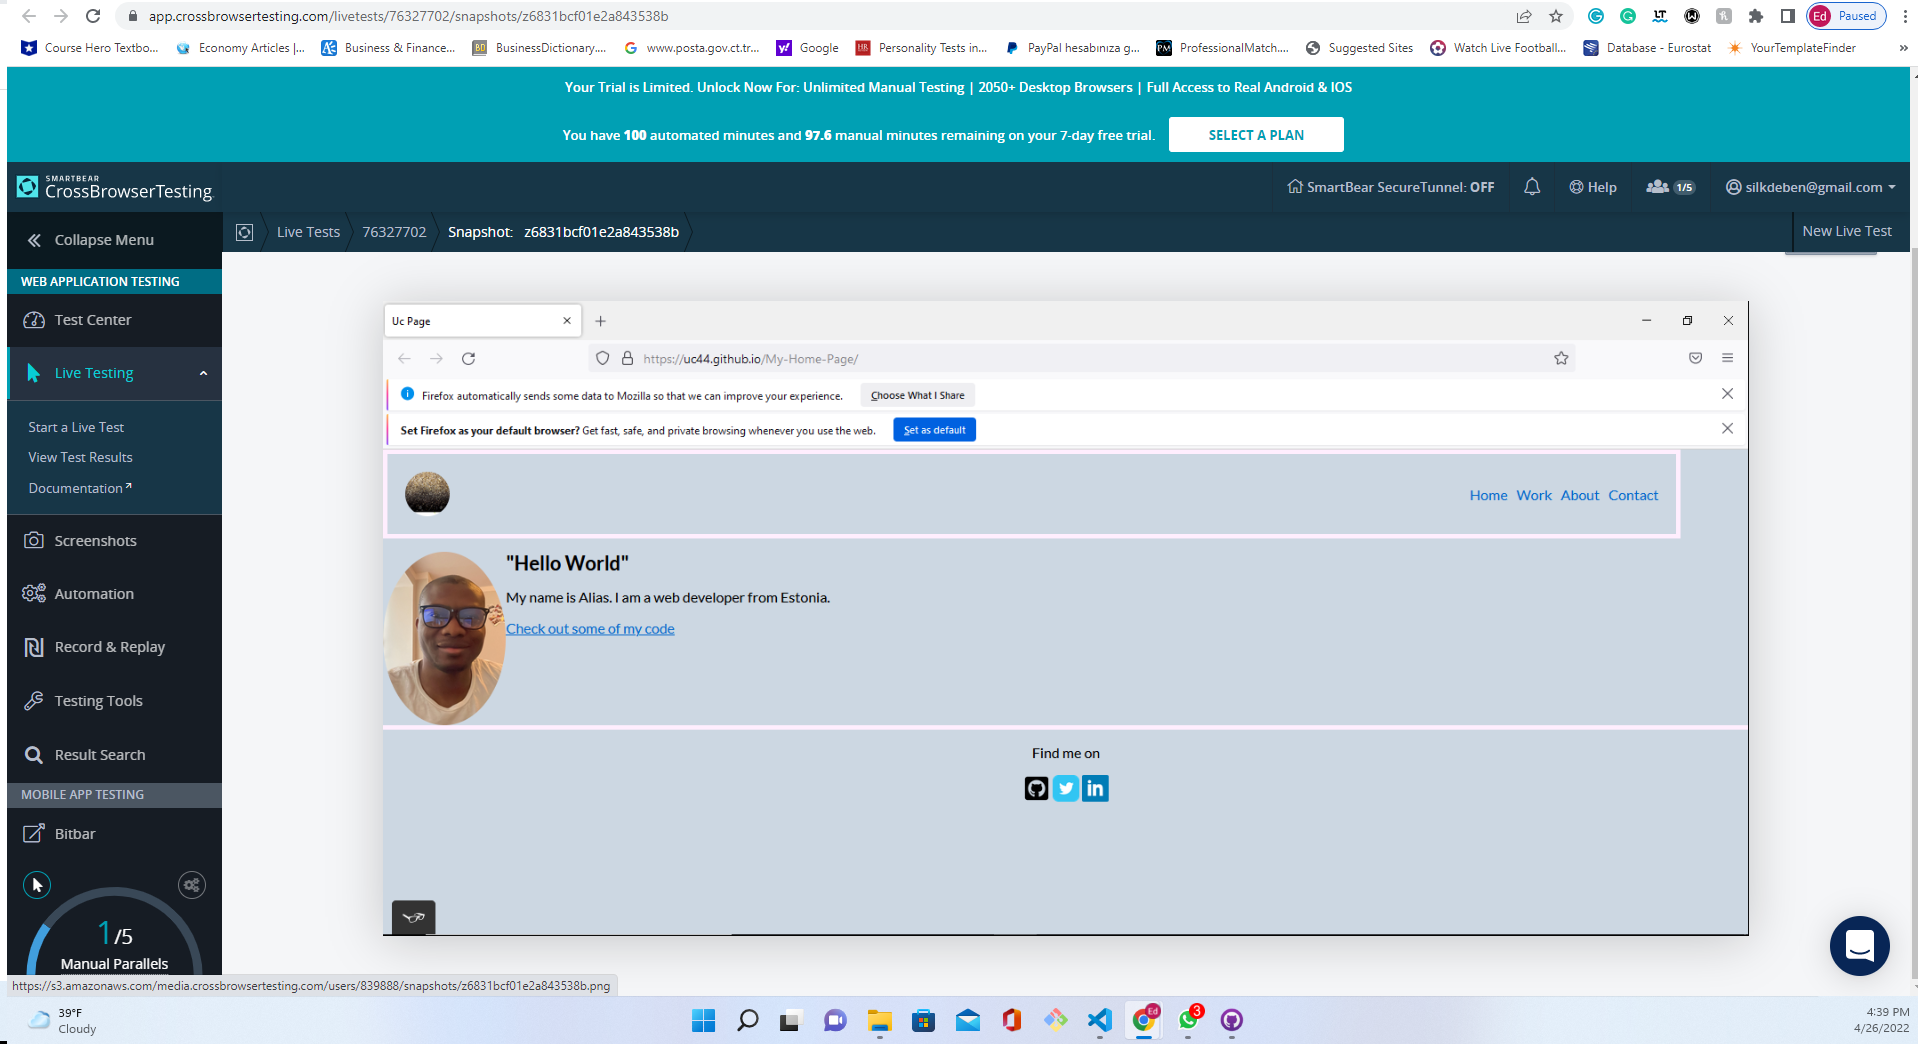 app.crossbrowsertesting.com/livetests/76327702/snapshots/z6831bcf01e2a843538b
Ed Paused
Course Hero Textbo...
Economy Articles |...
Business & Finance...
BusinessDictionary....
www.posta.gov.ct.tr...
Google
Personality Tests in...
PayPal hesabınıza g...
ProfessionalMatch....
Suggested Sites
Watch Live Football...
Database - Eurostat
YourTemplateFinder
»
Your Trial is Limited. Unlock Now For: Unlimited Manual Testing | 2050+ Desktop Browsers | Full Access to Real Android & IOS
You have 100 automated minutes and 97.6 manual minutes remaining on your 7-day free trial.
SELECT A PLAN
SMARTBEAR
CrossBrowserTesting
SmartBear SecureTunnel: OFF
Help
1/5
silkdeben@gmail.com
Collapse Menu
Live Tests
76327702
Snapshot: z6831bcf01e2a843538b
New Live Test
WEB APPLICATION TESTING
Test Center
Live Testing
Start a Live Test
View Test Results
Documentation
Screenshots
Automation
Record & Replay
Testing Tools
Result Search
MOBILE APP TESTING
Bitbar
1/5
Manual Parallels
Uc Page
https://uc44.github.io/My-Home-Page/
Firefox automatically sends some data to Mozilla so that we can improve your experience.
Choose What I Share
Set Firefox as your default browser? Get fast, safe, and private browsing whenever you use the web.
Set as default
Home Work About Contact
"Hello World"
My name is Alias. I am a web developer from Estonia.
Check out some of my code
Find me on
in
https://s3.amazonaws.com/media.crossbrowsertesting.com/users/839888/snapshots/z6831bcf01e2a843538b.png
39°F
Cloudy
Ed
3
4:39 PM
4/26/2022